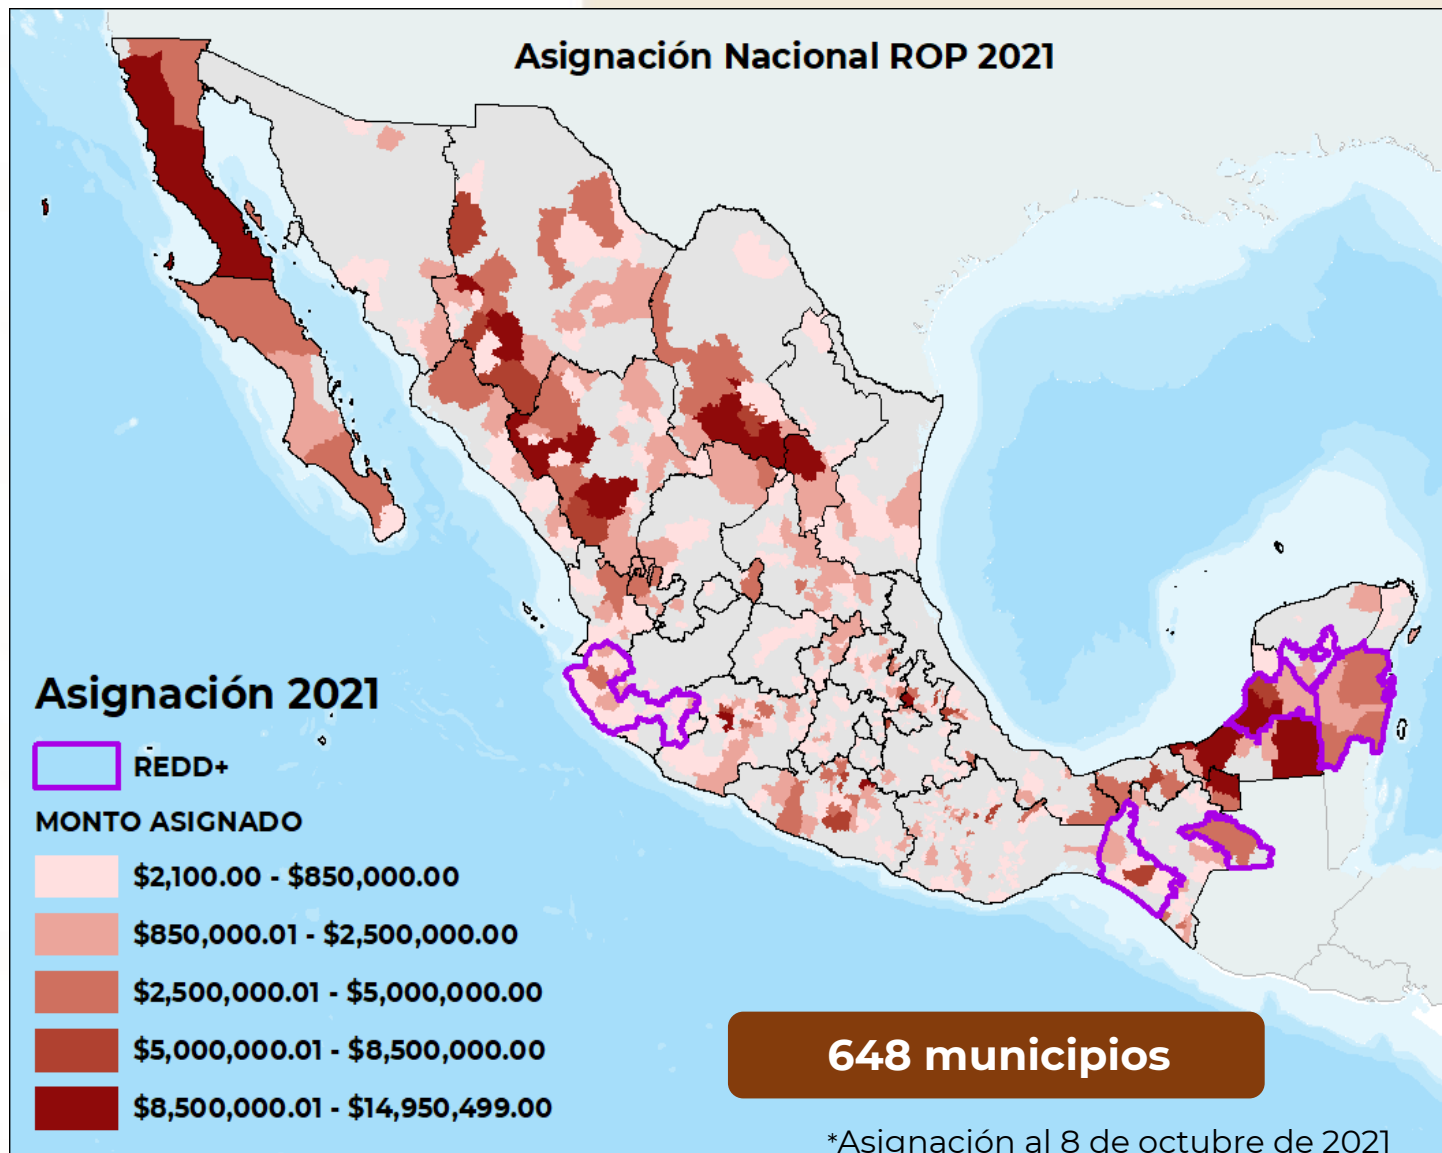 Asignación Nacional ROP 2021
Asignación 2021
REDD+
MONTO ASIGNADO
$2,100.00 - $850,000.00
$850,000.01 - $2,500,000.00
$2,500,000.01 - $5,000,000.00
$5,000,000.01 - $8,500,000.00
$8,500,000.01 - $14,950,499.00
648 municipios
*Asignación al 8 de octubre de 2021